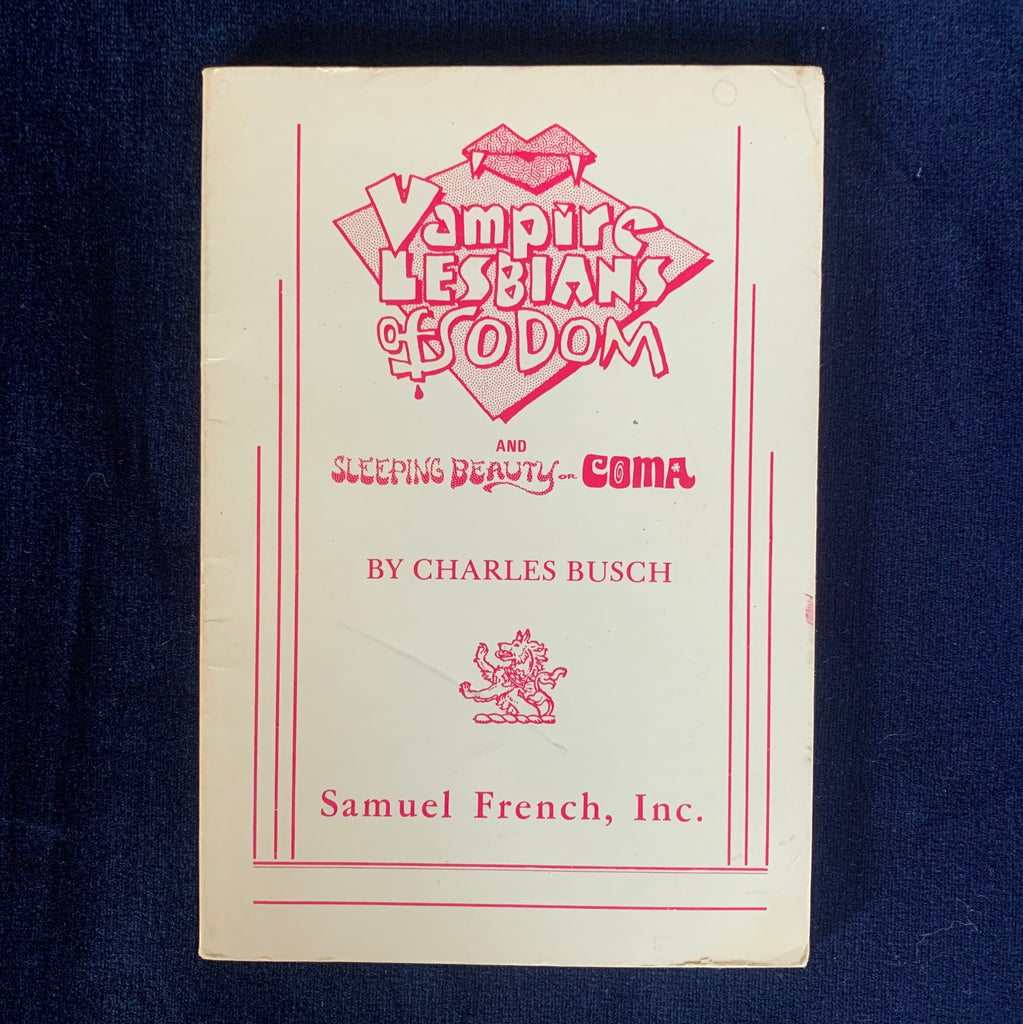 Vampire
LESBIANS
of SODOM
AND
SLEEPING BEAUTY OR COMA
BY CHARLES BUSCH
Samuel French, Inc.